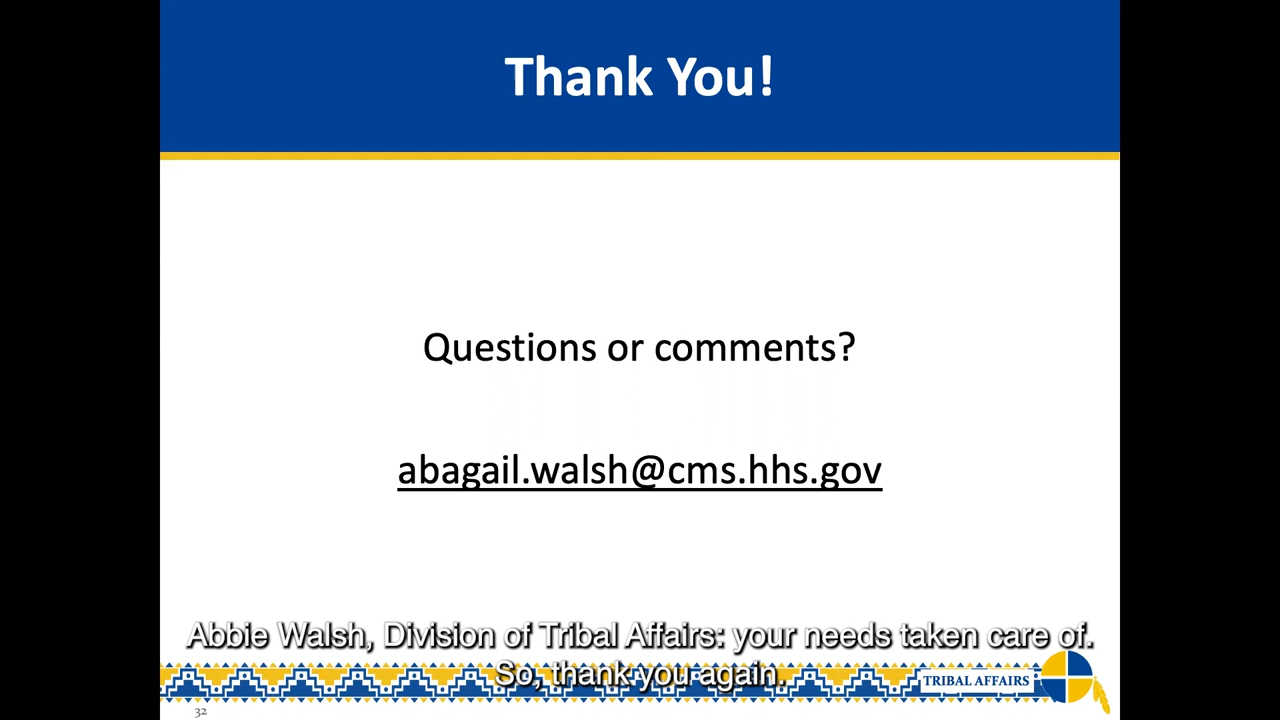 Thank You!
Questions or comments?
abagail.walsh@cms.hhs.gov
Abbie Walsh, Division of Tribal Affairs: your needs taken care of.
So, thank you again.
TRIBAL AFFAIRS
32